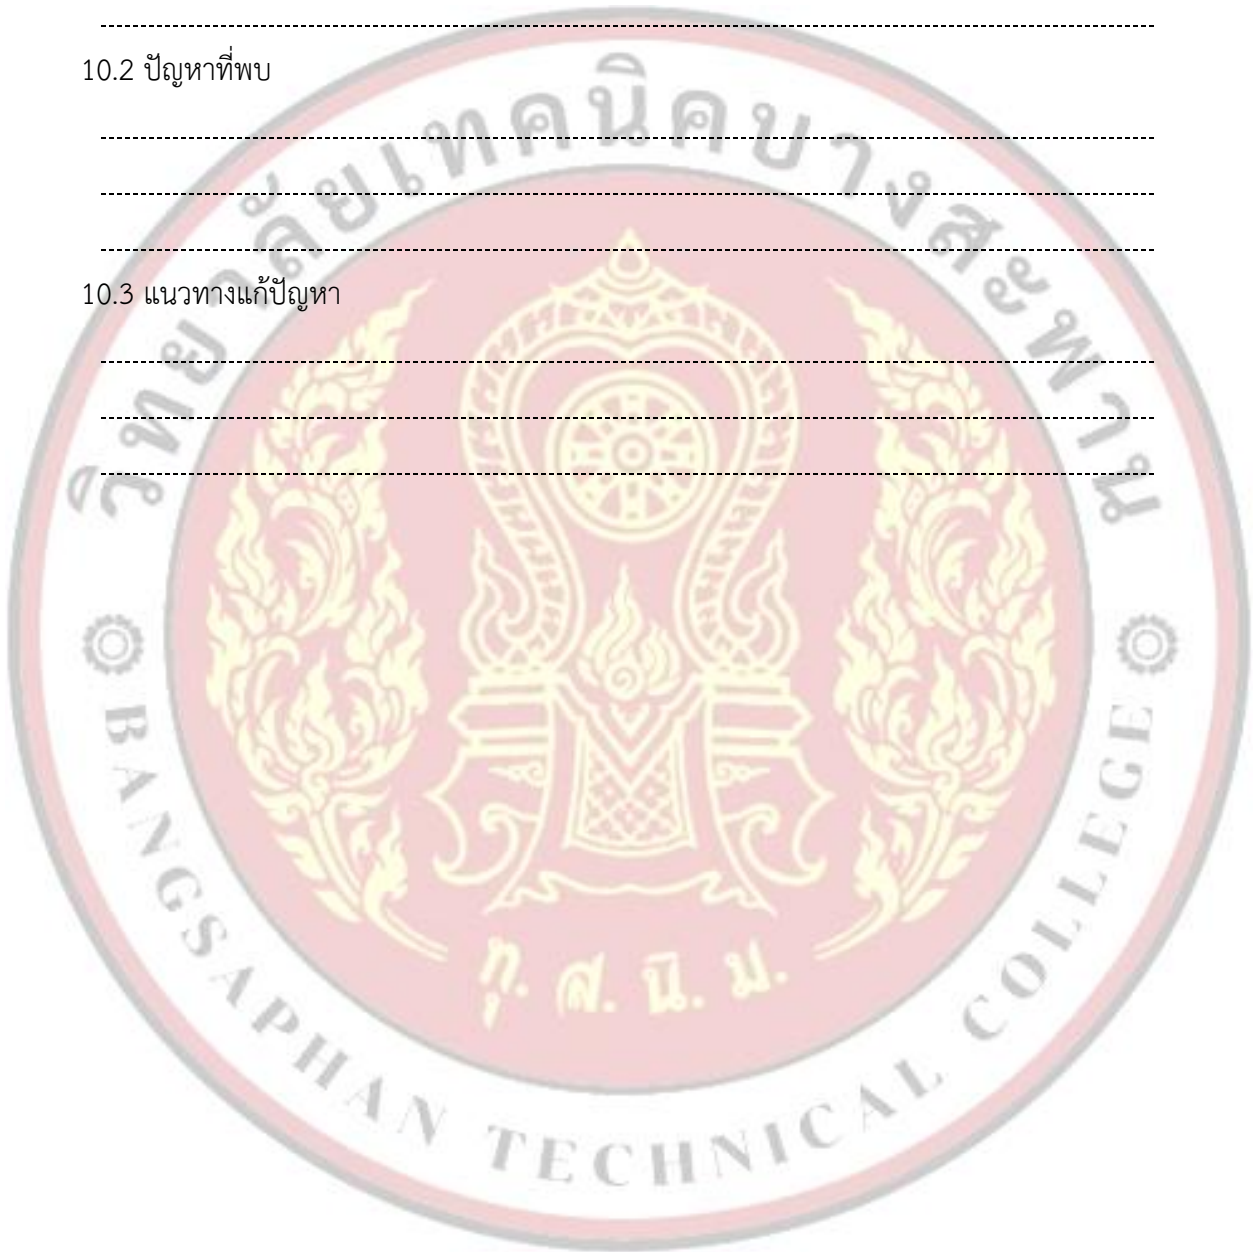 10.2 ปัญหาที่พบ
10.3 แนวทางแก้ปัญหา
วิทยาลัยเทคนิคบางสะพาน
ทุ. ส. นิ. ม.
BANGSAPHAN TECHNICAL COLLEGE